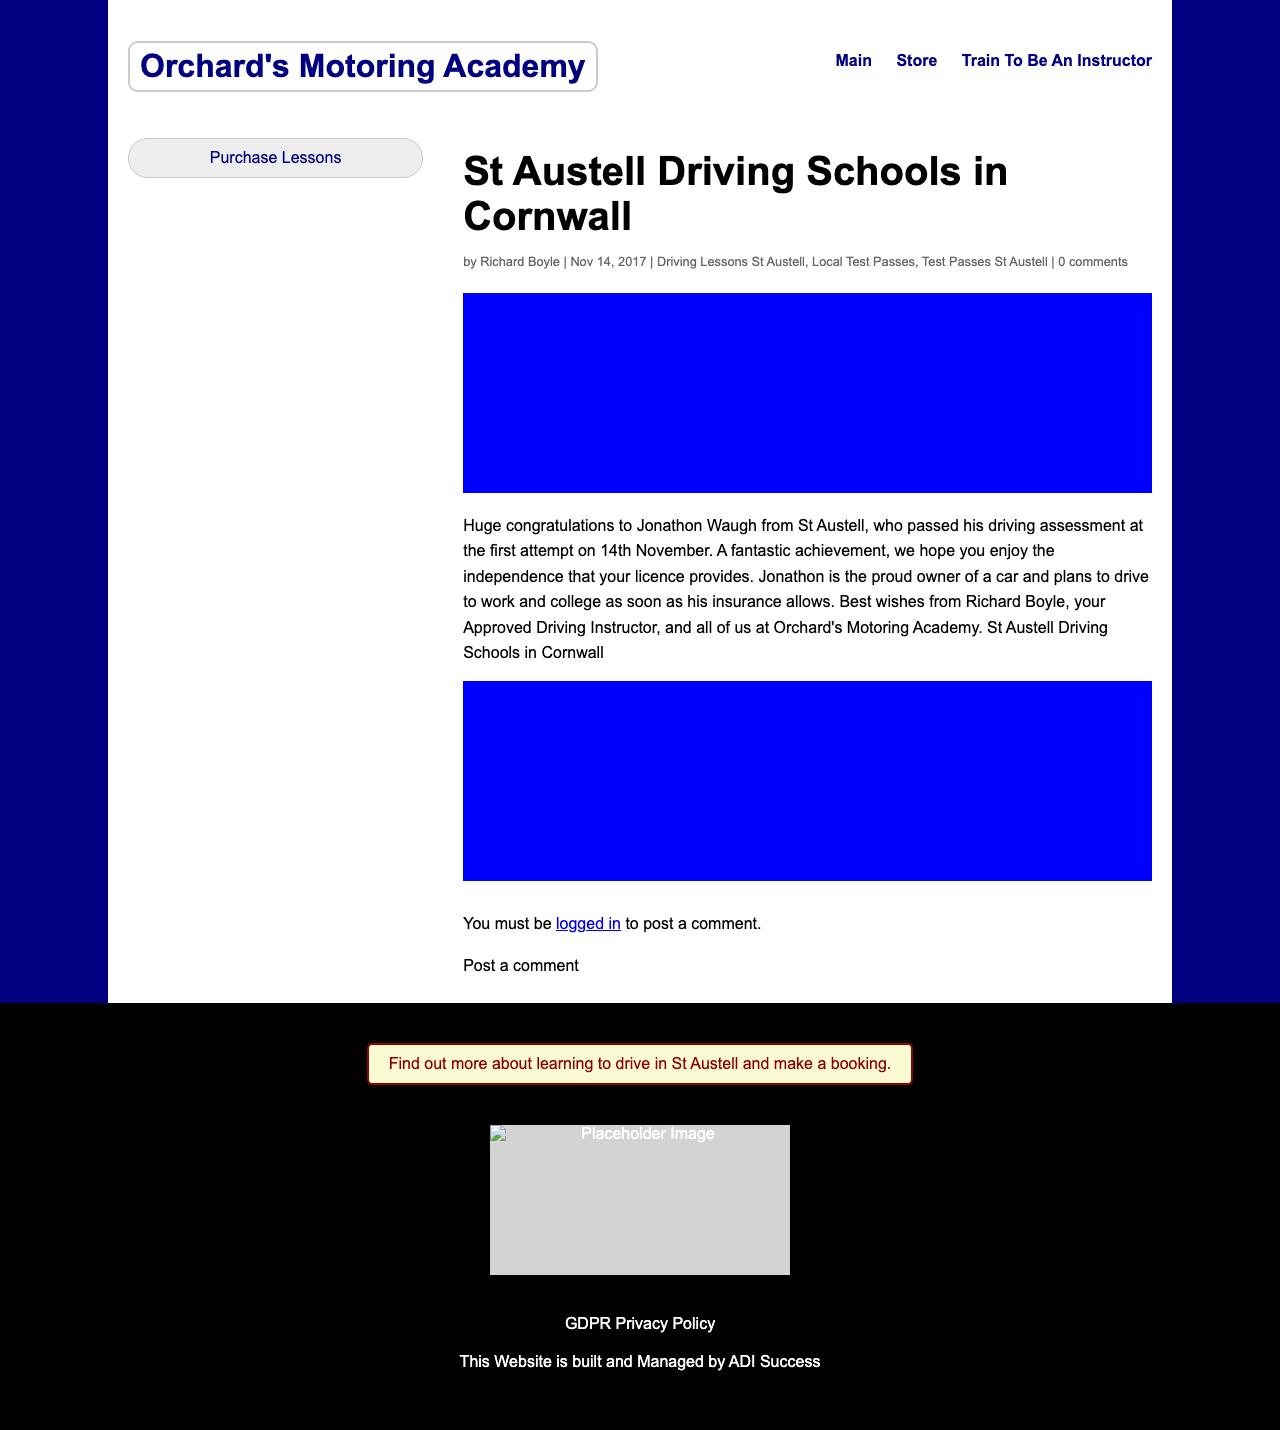 Orchard's Motoring Academy
Main Store Train To Be An Instructor
Purchase Lessons
St Austell Driving Schools in
Cornwall
by Richard Boyle | Nov 14, 2017 | Driving Lessons St Austell, Local Test Passes, Test Passes St Austell | 0 comments
Huge congratulations to Jonathon Waugh from St Austell, who passed his driving assessment at
the first attempt on 14th November. A fantastic achievement, we hope you enjoy the
independence that your licence provides. Jonathon is the proud owner of a car and plans to drive
to work and college as soon as his insurance allows. Best wishes from Richard Boyle, your
Approved Driving Instructor, and all of us at Orchard's Motoring Academy. St Austell Driving
Schools in Cornwall
You must be logged in to post a comment.
Post a comment
Find out more about learning to drive in St Austell and make a booking.
Placeholder Image
GDPR Privacy Policy
This Website is built and Managed by ADI Success